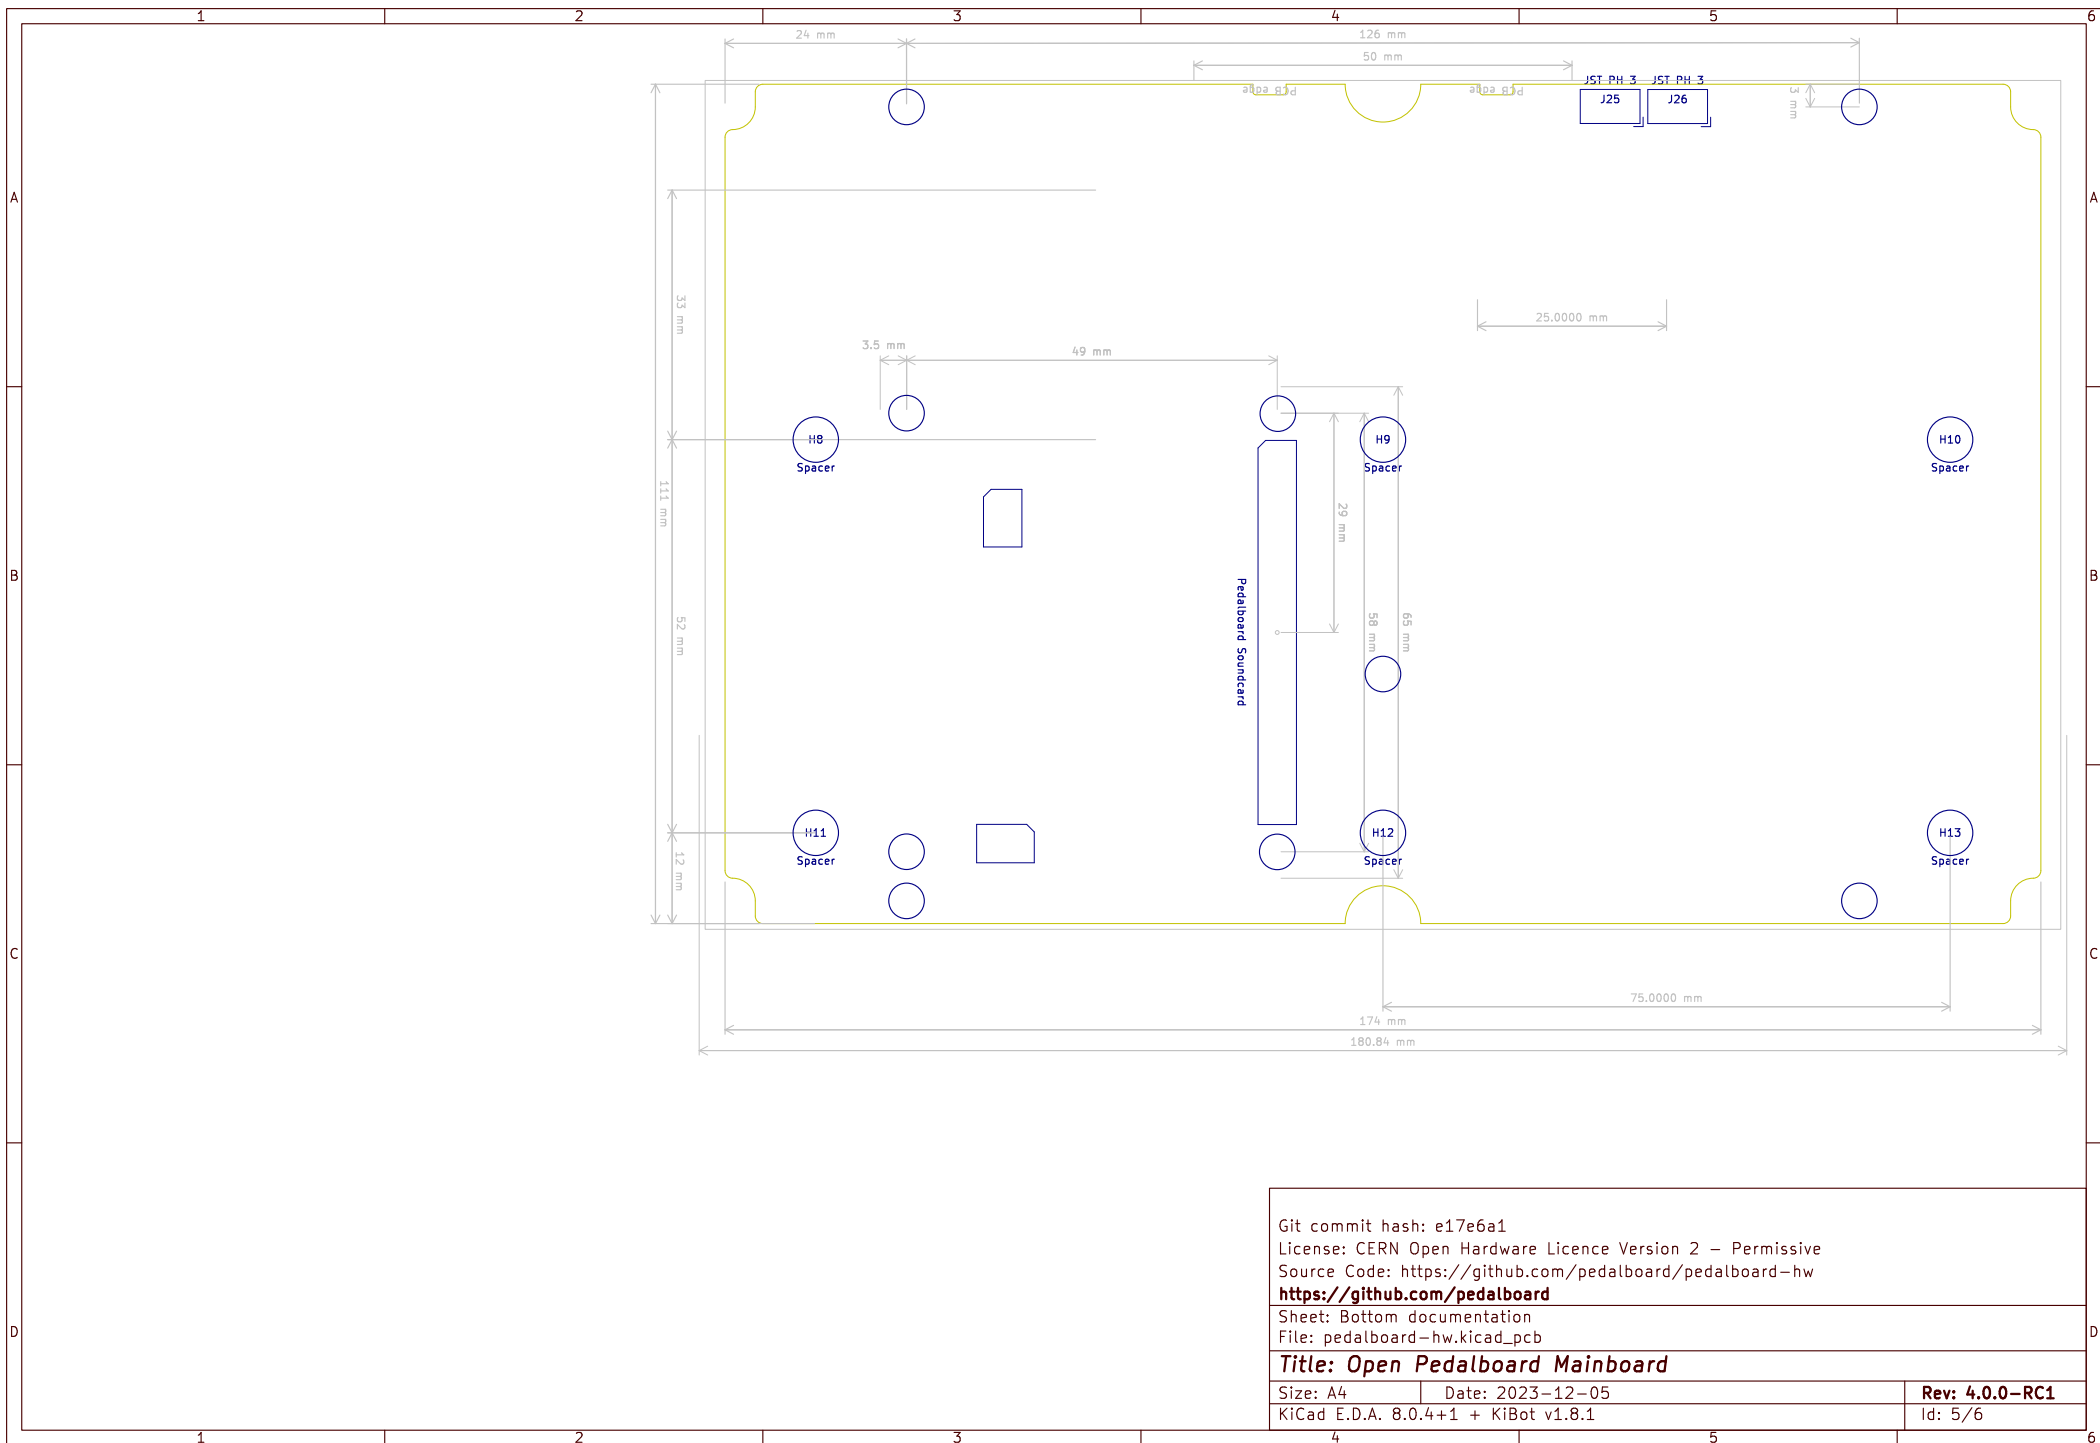 1 2 3 4 5 6
24 mm
126 mm
50 mm
JST PH 3
JST PH 3
PCB edge
PCB edge
J25
J26
3 mm
A
A
33 mm
25.0000 mm
3.5 mm
49 mm
H8
Spacer
H9
Spacer
H10
Spacer
111 mm
29 mm
B
B
Pedalboard Soundcard
52 mm
58 mm
65 mm
H11
Spacer
H12
Spacer
H13
Spacer
12 mm
C
C
75.0000 mm
174 mm
180.84 mm
Git commit hash: e17e6a1
License: CERN Open Hardware Licence Version 2 - Permissive
Source Code: https://github.com/pedalboard/pedalboard-hw
https://github.com/pedalboard
Sheet: Bottom documentation
File: pedalboard-hw.kicad_pcb
D
D
Title: Open Pedalboard Mainboard
Size: A4
Date: 2023-12-05
Rev: 4.0.0-RC1
KiCad E.D.A. 8.0.4+1 + KiBot v1.8.1
Id: 5/6
1 2 3 4 5 6